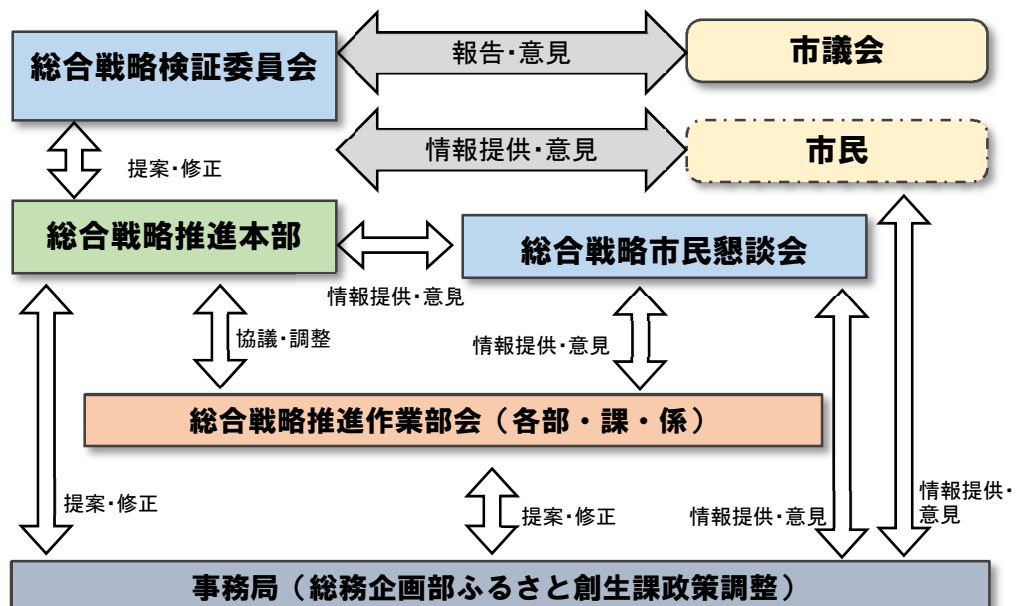 総合戦略検証委員会
報告・意見
市議会
情報提供・意見
市民
提案・修正
総合戦略推進本部
総合戦略市民懇談会
情報提供・意見
協議・調整
情報提供・意見
総合戦略推進作業部会（各部・課・係）
提案・修正
提案・修正
情報提供・意見
情報提供・
意見
事務局（総務企画部ふるさと創生課政策調整）